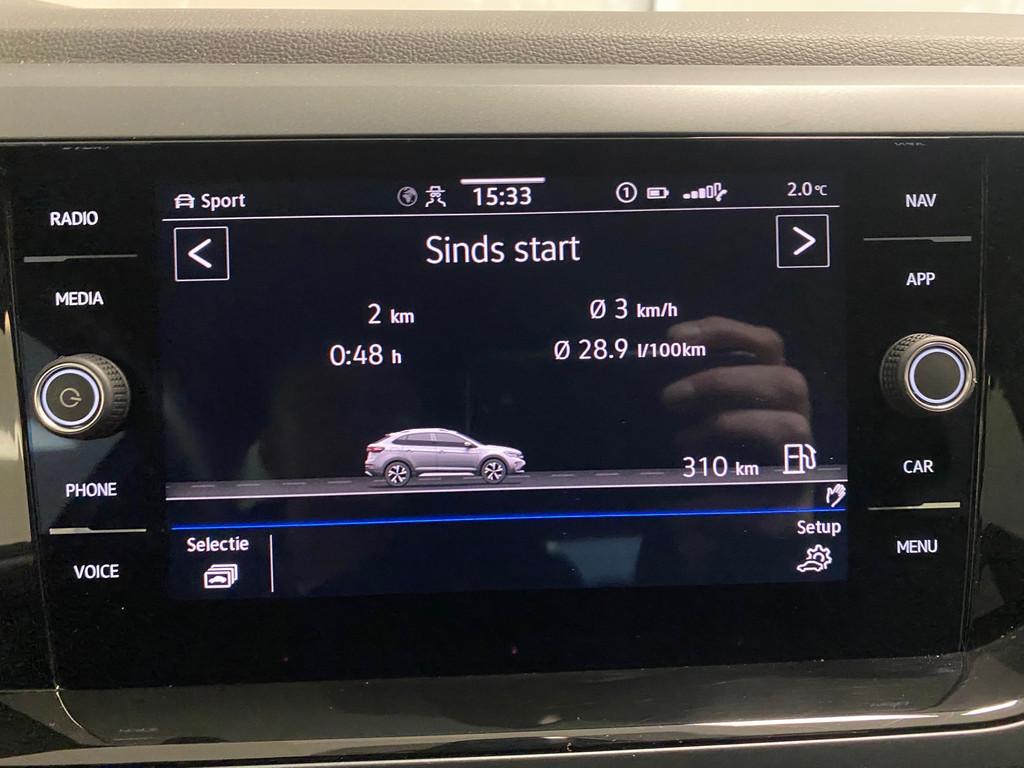 RADIO
MEDIA
PHONE
VOICE
Sport
15:33
1
2.0 °C
<
Sinds start
>
2 km
Ø 3 km/h
0:48 h
Ø 28.9 l/100km
310 km
Selectie
Setup
NAV
APP
CAR
MENU